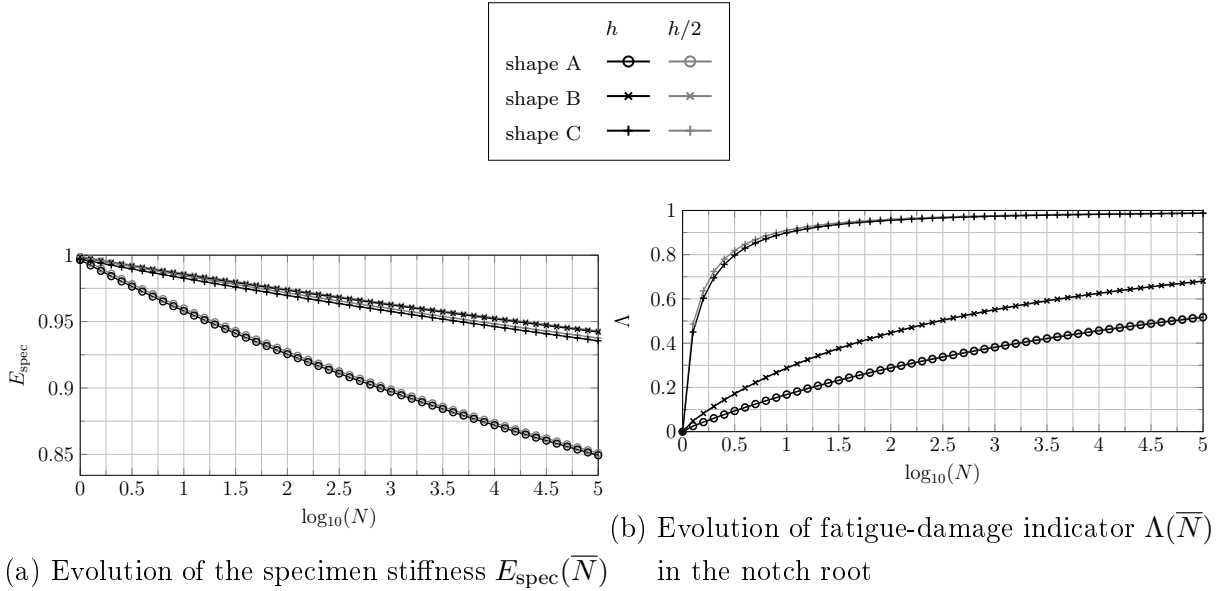 h h/2
shape A
shape B
shape C
1
0.95
0.9
0.85
E_spec
0 0.5 1 1.5 2 2.5 3 3.5 4 4.5 5
log₁₀(N)
(a) Evolution of the specimen stiffness E_spec(N̅)
1
0.8
0.6
0.4
0.2
0
Λ
0 0.5 1 1.5 2 2.5 3 3.5 4 4.5 5
log₁₀(N)
(b) Evolution of fatigue-damage indicator Λ(N̅)
in the notch root